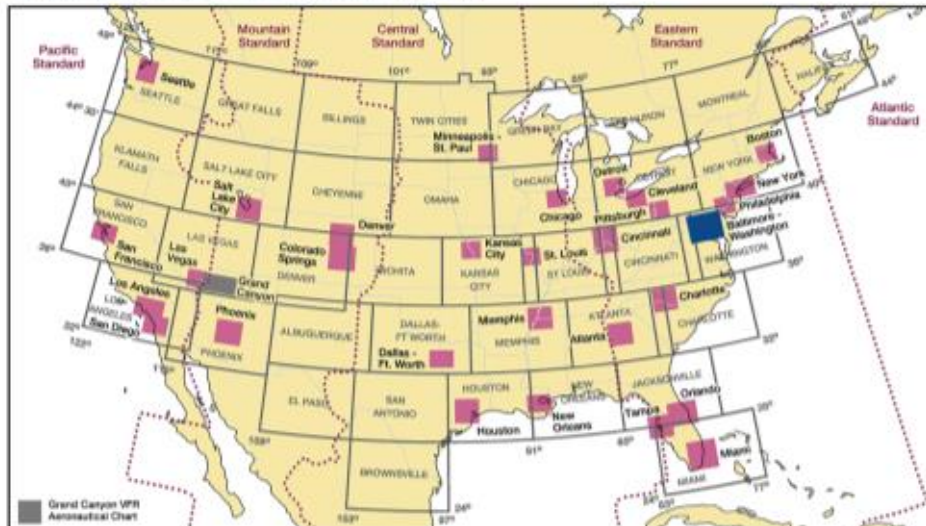 Pacific
Standard
Mountain
Standard
Central
Standard
Eastern
Standard
Atlantic
Standard
Seattle
SEATTLE
GREAT FALLS
BILLINGS
TWIN CITIES
Minneapolis -
St. Paul
GREEN BAY
LAKE HURON
MONTREAL
HALIFAX
KLAMATH
FALLS
SALT LAKE CITY
Salt
Lake
City
CHEYENNE
OMAHA
CHICAGO
Chicago
Detroit
DETROIT
Cleveland
Pittsburgh
NEW YORK
Boston
New York
Philadelphia
Baltimore -
Washington
WASHINGTON
SAN
FRANCISCO
San
Francisco
LAS VEGAS
Las
Vegas
Denver
Colorado
Springs
DENVER
Grand
Canyon
WICHITA
Kansas
City
KANSAS
CITY
St. Louis
ST LOUIS
Cincinnati
CINCINNATI
Charlotte
CHARLOTTE
Los Angeles
LOS
ANGELES
San Diego
Phoenix
PHOENIX
ALBUQUERQUE
DALLAS-
FT WORTH
Dallas -
Ft. Worth
Memphis
MEMPHIS
ATLANTA
Atlanta
EL PASO
SAN
ANTONIO
HOUSTON
Houston
NEW
ORLEANS
New
Orleans
JACKSONVILLE
Orlando
Tampa
Miami
MIAMI
BROWNSVILLE
Grand Canyon VFR
Aeronautical Chart